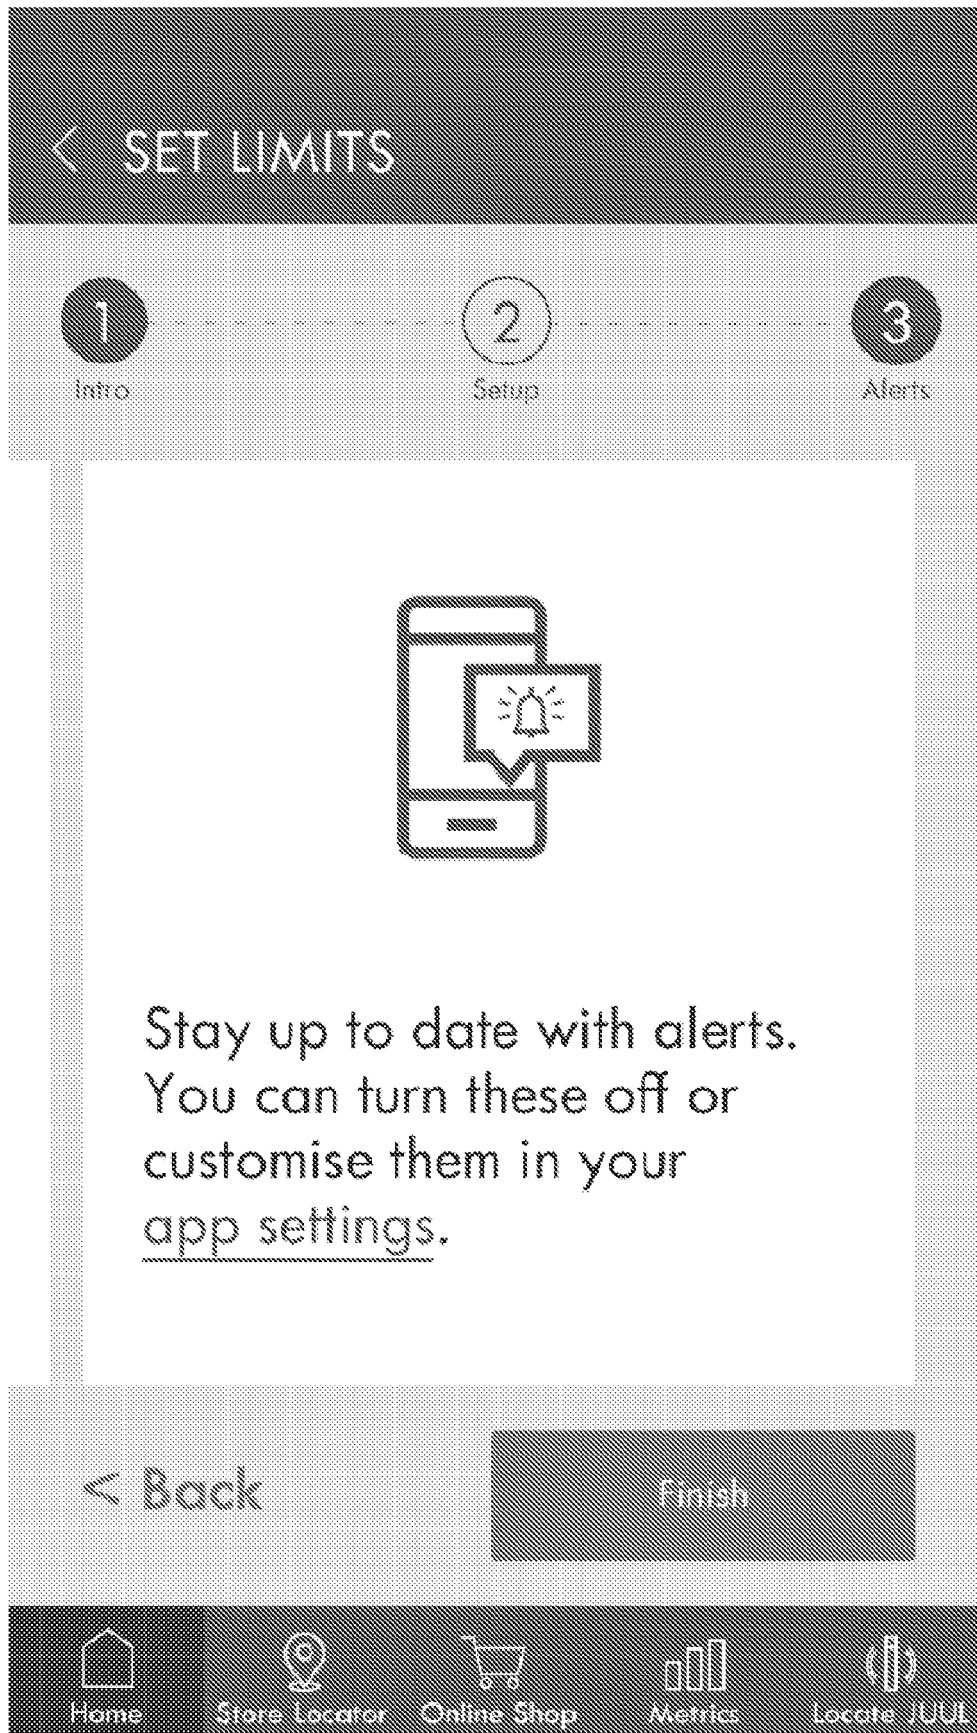 < SET LIMITS
1 2 3
Intro Setup Alerts
Stay up to date with alerts.
You can turn these off or
customise them in your
app settings.
< Back Finish
Home Store Locator Online Shop Metrics Locate JUUL